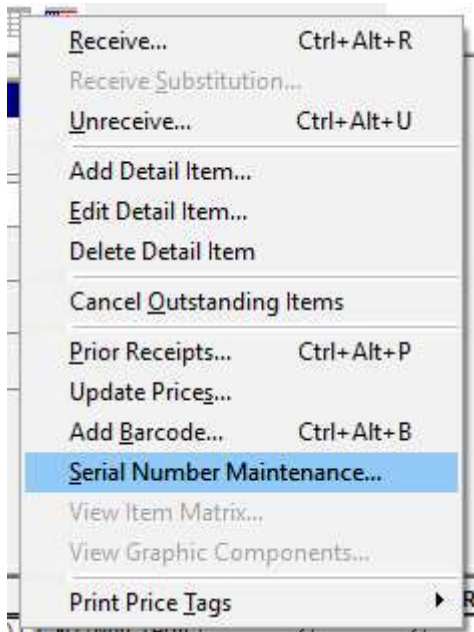 Receive... Ctrl+Alt+R
Receive Substitution...
Unreceive... Ctrl+Alt+U
Add Detail Item...
Edit Detail Item...
Delete Detail Item
Cancel Outstanding Items
Prior Receipts... Ctrl+Alt+P
Update Prices...
Add Barcode... Ctrl+Alt+B
Serial Number Maintenance...
View Item Matrix...
View Graphic Components...
Print Price Tags
R